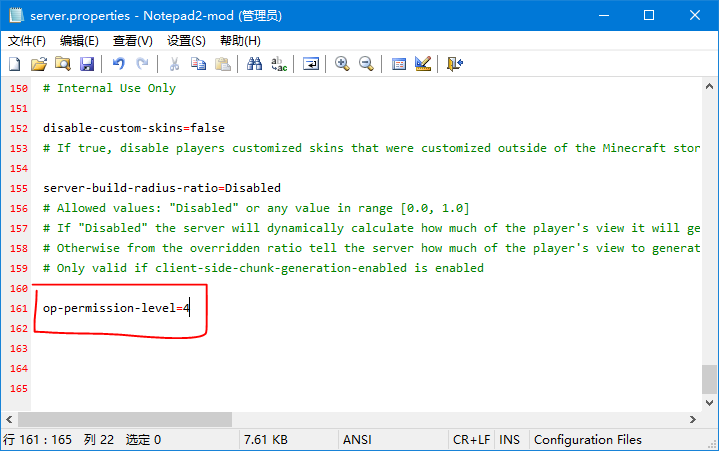 server.properties - Notepad2-mod (管理员)
文件(F) 编辑(E) 查看(V) 设置(S) 帮助(H)
150 # Internal Use Only
151
152 disable-custom-skins=false
153 # If true, disable players customized skins that were customized outside of the Minecraft stor
154
155 server-build-radius-ratio=Disabled
156 # Allowed values: "Disabled" or any value in range [0.0, 1.0]
157 # If "Disabled" the server will dynamically calculate how much of the player's view it will ge
158 # Otherwise from the overridden ratio tell the server how much of the player's view to generat
159 # Only valid if client-side-chunk-generation-enabled is enabled
160
161 op-permission-level=4
162
163
164
165
行 161 : 165 列 22 选定 0 7.61 KB ANSI CR+LF INS Configuration Files